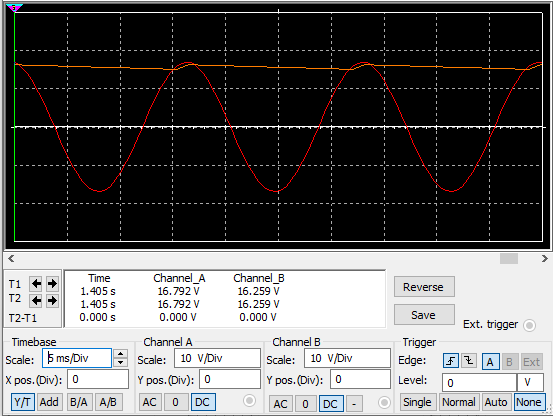 T1
T2
T2-T1
Time Channel_A Channel_B
1.405 s 16.792 V 16.259 V
1.405 s 16.792 V 16.259 V
0.000 s 0.000 V 0.000 V
Reverse
Save
Ext. trigger
Timebase
Scale: 5 ms/Div
X pos.(Div): 0
Y/T Add B/A A/B
Channel A
Scale: 10 V/Div
Y pos.(Div): 0
AC 0 DC
Channel B
Scale: 10 V/Div
Y pos.(Div): 0
AC 0 DC -
Trigger
Edge: A B Ext
Level: 0 V
Single Normal Auto None